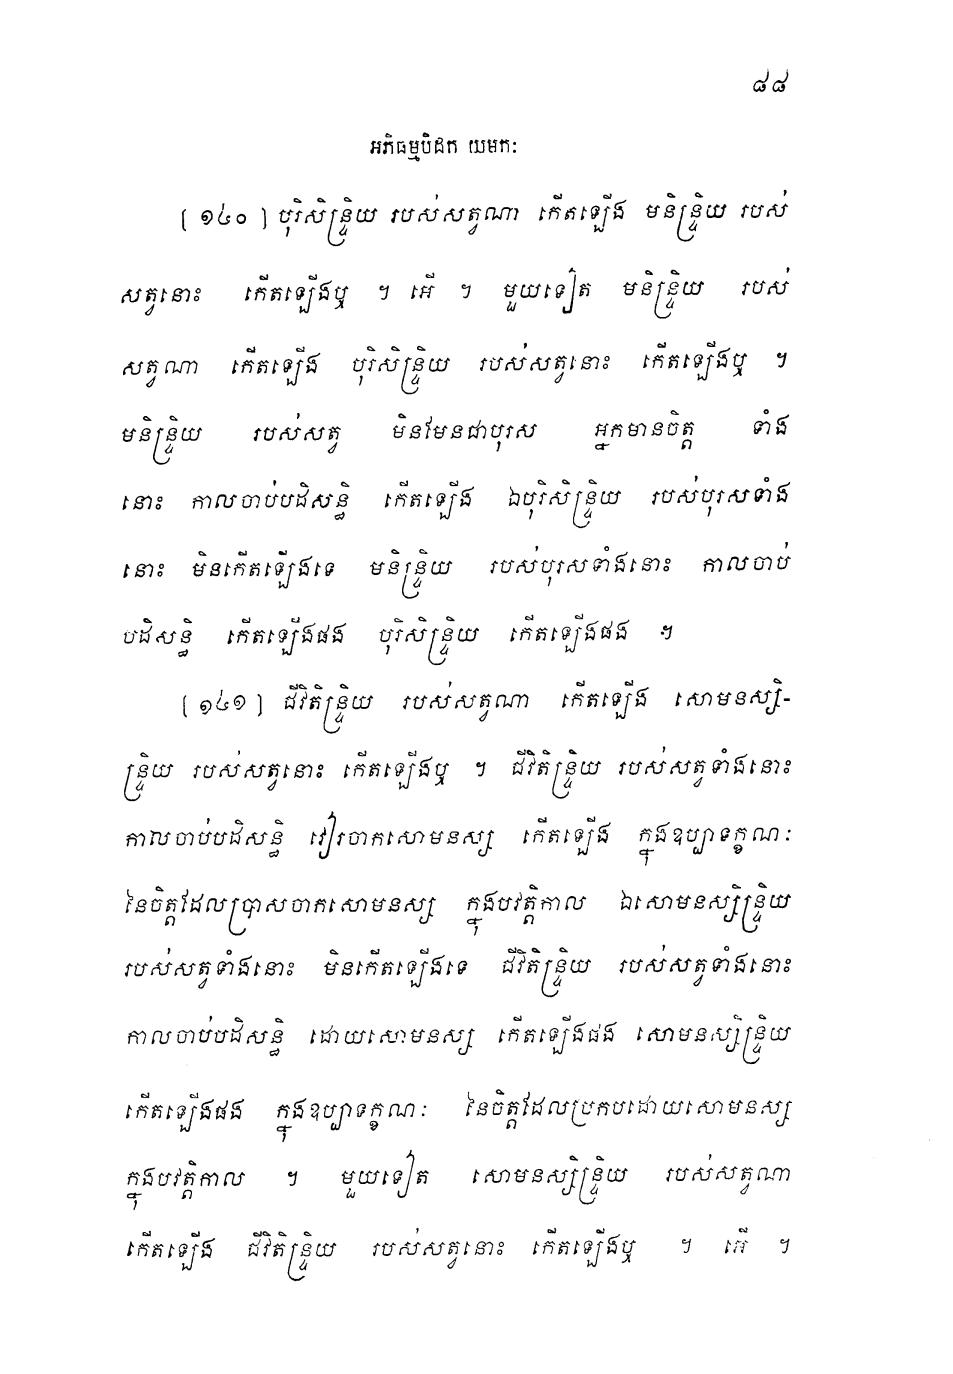 ៨៨
អភិធម្មបិដក យមកៈ
[ ១៤០ ] បុរិសិន្ទ្រិយ របស់សត្វណា កើតឡើង មនិន្ទ្រិយ របស់
សត្វនោះ កើតឡើងឬ ។ អើ ។ មួយទៀត មនិន្ទ្រិយ របស់
សត្វណា កើតឡើង បុរិសិន្ទ្រិយ របស់សត្វនោះ កើតឡើងឬ ។
មនិន្ទ្រិយ របស់សត្វ មិនមែនជាបុរស អ្នកមានចិត្ត ទាំង
នោះ កាលចាប់បដិសន្ធិ កើតឡើង ឯបុរិសិន្ទ្រិយ របស់បុរសទាំង
នោះ មិនកើតឡើងទេ មនិន្ទ្រិយ របស់បុរសទាំងនោះ កាលចាប់
បដិសន្ធិ កើតឡើងផង បុរិសិន្ទ្រិយ កើតឡើងផង ។
[ ១៤១ ] ជីវិតិន្ទ្រិយ របស់សត្វណា កើតឡើង សោមនស្សិ-
ន្ទ្រិយ របស់សត្វនោះ កើតឡើងឬ ។ ជីវិតិន្ទ្រិយ របស់សត្វទាំងនោះ
កាលចាប់បដិសន្ធិ វៀរចាកសោមនស្ស កើតឡើង ក្នុងឧប្បាទក្ខណៈ
នៃចិត្តដែលប្រាសចាកសោមនស្ស ក្នុងបវត្តិកាល ឯសោមនស្សិន្ទ្រិយ
របស់សត្វទាំងនោះ មិនកើតឡើងទេ ជីវិតិន្ទ្រិយ របស់សត្វទាំងនោះ
កាលចាប់បដិសន្ធិ ដោយសោមនស្ស កើតឡើងផង សោមនស្សិន្ទ្រិយ
កើតឡើងផង ក្នុងឧប្បាទក្ខណៈ នៃចិត្តដែលប្រកបដោយសោមនស្ស
ក្នុងបវត្តិកាល ។ មួយទៀត សោមនស្សិន្ទ្រិយ របស់សត្វណា
កើតឡើង ជីវិតិន្ទ្រិយ របស់សត្វនោះ កើតឡើងឬ ។ អើ ។